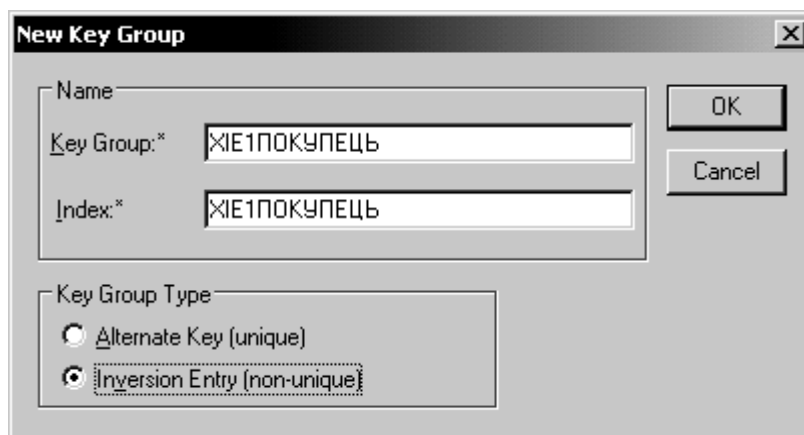 New Key Group
Name
Key Group:*
XIE1ПОКУПЕЦЬ
OK
Index:*
XIE1ПОКУПЕЦЬ
Cancel
Key Group Type
Alternate Key (unique)
Inversion Entry (non-unique)